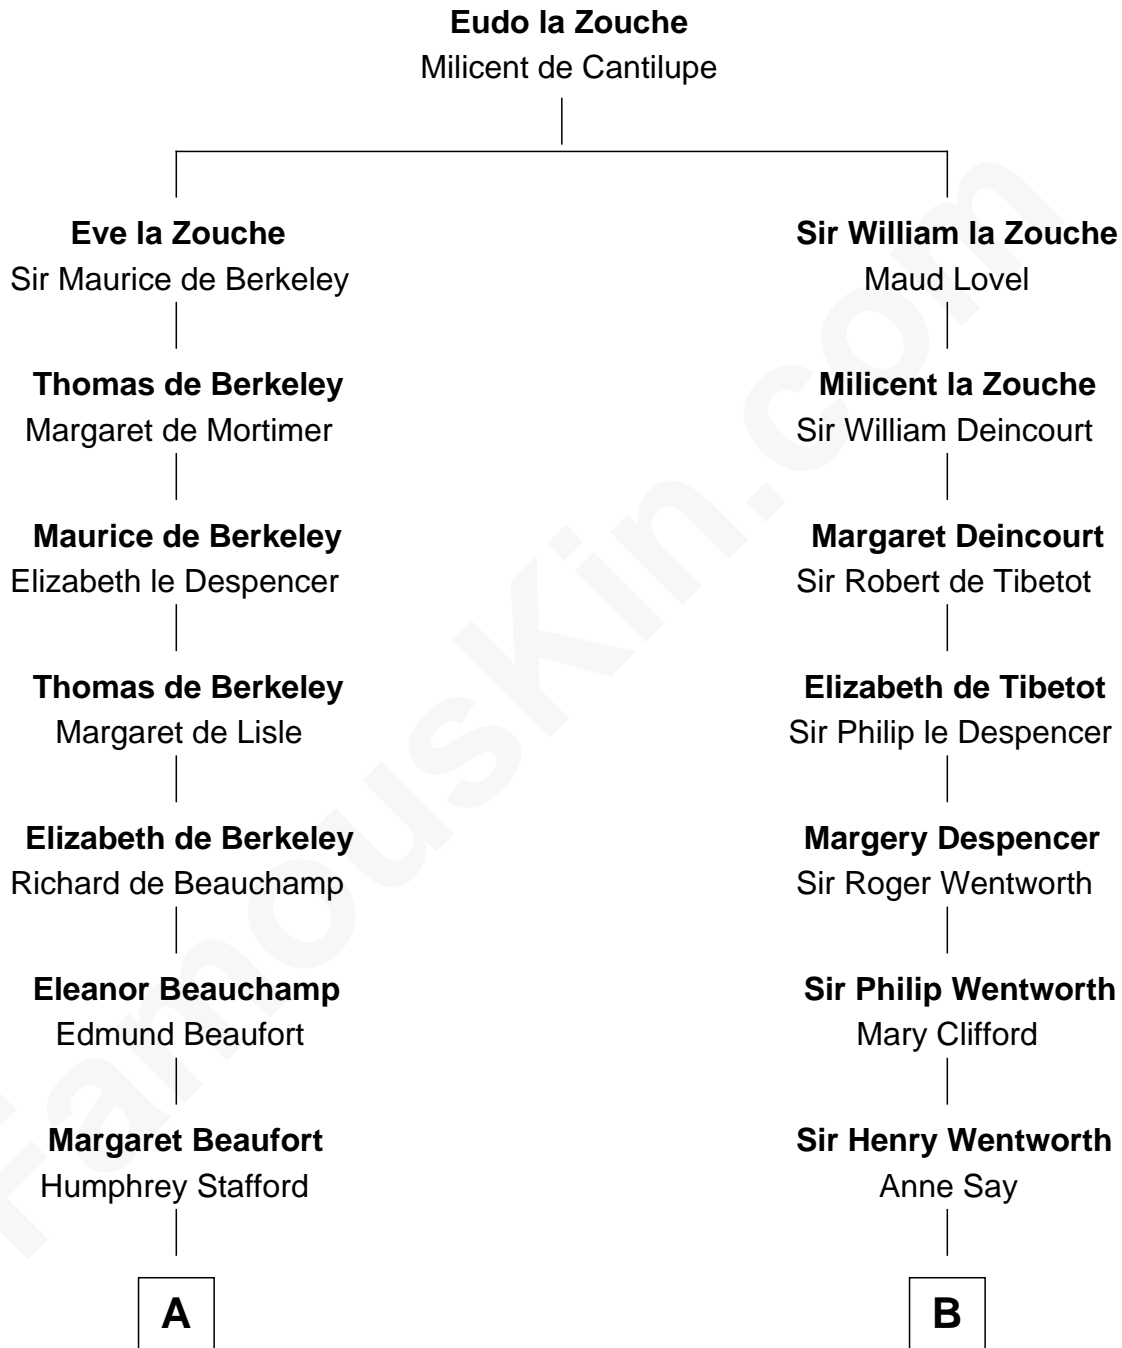 Eudo la Zouche
Milicent de Cantilupe
Eve la Zouche
Sir Maurice de Berkeley
Thomas de Berkeley
Margaret de Mortimer
Maurice de Berkeley
Elizabeth le Despencer
Thomas de Berkeley
Margaret de Lisle
Elizabeth de Berkeley
Richard de Beauchamp
Eleanor Beauchamp
Edmund Beaufort
Margaret Beaufort
Humphrey Stafford
A
Sir William la Zouche
Maud Lovel
Milicent la Zouche
Sir William Deincourt
Margaret Deincourt
Sir Robert de Tibetot
Elizabeth de Tibetot
Sir Philip le Despencer
Margery Despencer
Sir Roger Wentworth
Sir Philip Wentworth
Mary Clifford
Sir Henry Wentworth
Anne Say
B
FamousKin.com